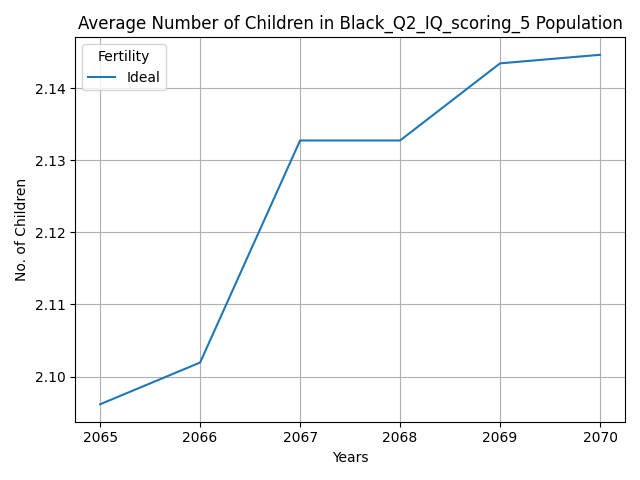 Average Number of Children in Black_Q2_IQ_scoring_5 Population
Fertility
Ideal
2.14
2.13
2.12
2.11
2.10
No. of Children
2065 2066 2067 2068 2069 2070
Years